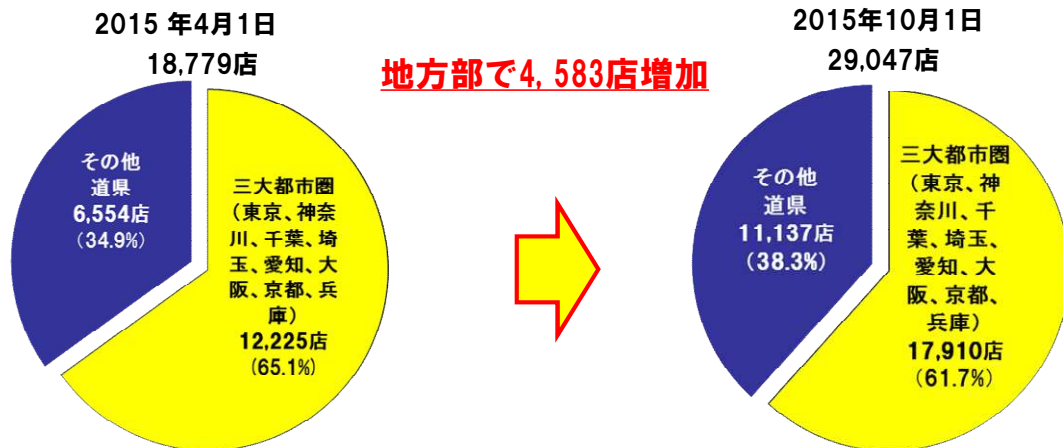 2015 年4月1日
18,779店
その他
道県
6,554店
(34.9%)
三大都市圏
(東京、神奈
川、千葉、埼
玉、愛知、大
阪、京都、兵
庫)
12,225店
(65.1%)
地方部で4,583店増加
2015年10月1日
29,047店
その他
道県
11,137店
(38.3%)
三大都市圏
(東京、神
奈川、千
葉、埼玉、
愛知、大
阪、京都、
兵庫)
17,910店
(61.7%)